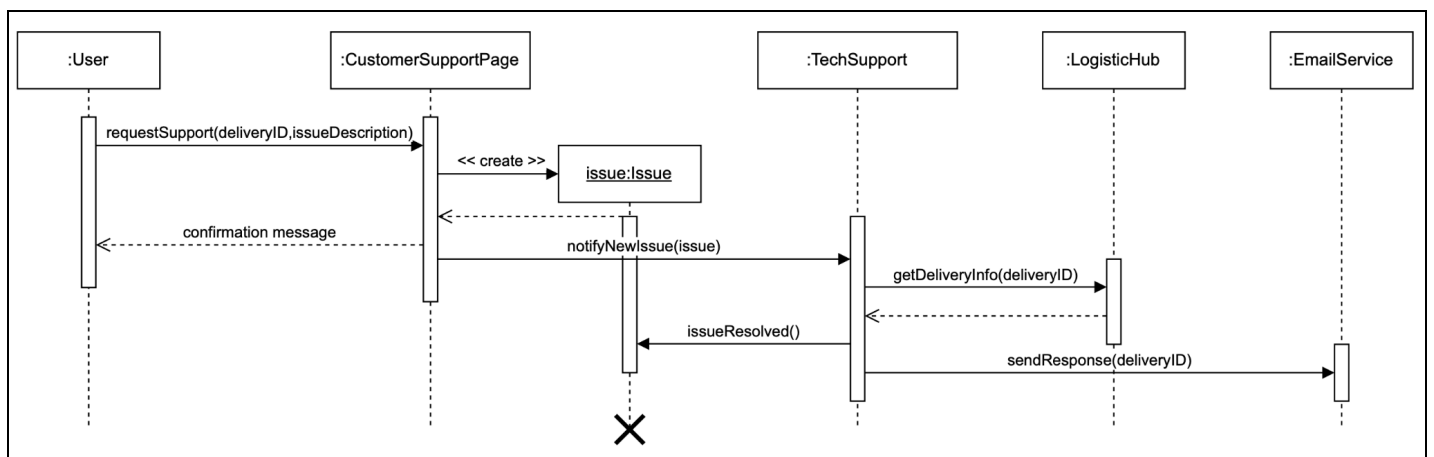 :User
:CustomerSupportPage
:TechSupport
:LogisticHub
:EmailService
requestSupport(deliveryID,issueDescription)
<< create >>
issue:Issue
confirmation message
notifyNewIssue(issue)
getDeliveryInfo(deliveryID)
issueResolved()
sendResponse(deliveryID)